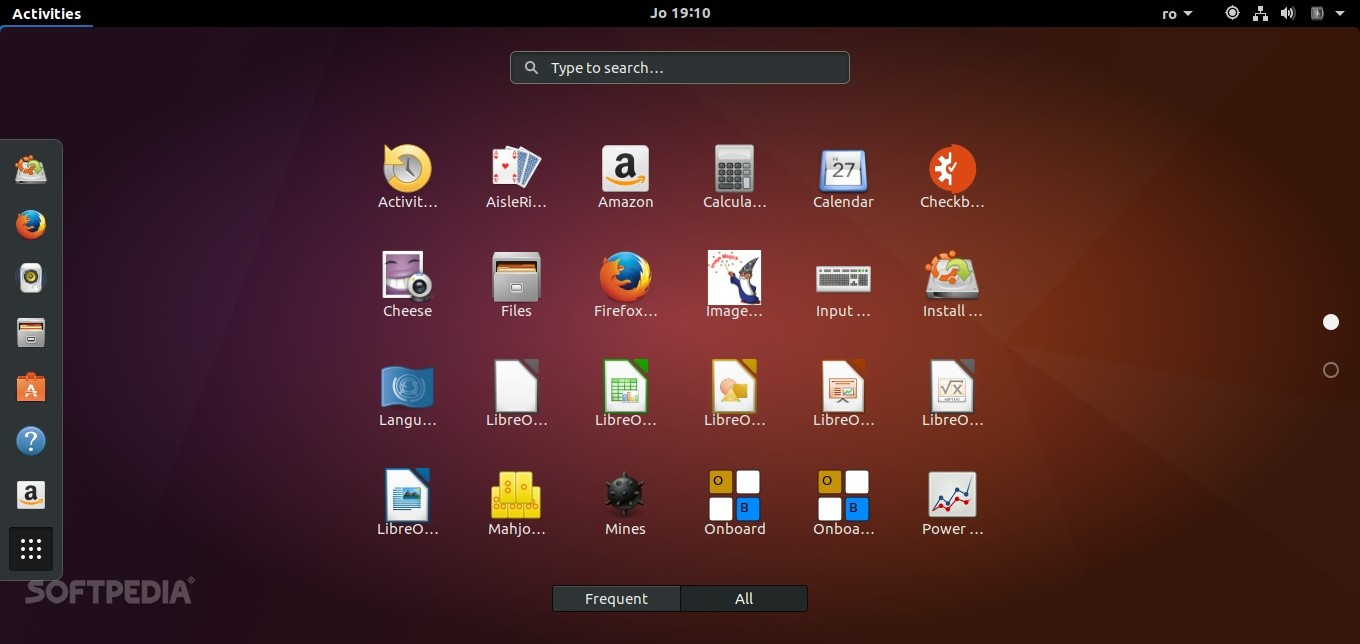 Activities
Jo 19:10
ro
Type to search...
Activit...
AisleRi...
Amazon
Calcula...
Calendar
27
Checkb...
Cheese
Files
Firefox...
Image...
Input ...
Install ...
Langu...
LibreO...
LibreO...
LibreO...
LibreO...
LibreO...
LibreO...
Mahjo...
Mines
O
B
Onboard
O
B
Onboa...
Power ...
SOFTPEDIA®
Frequent
All